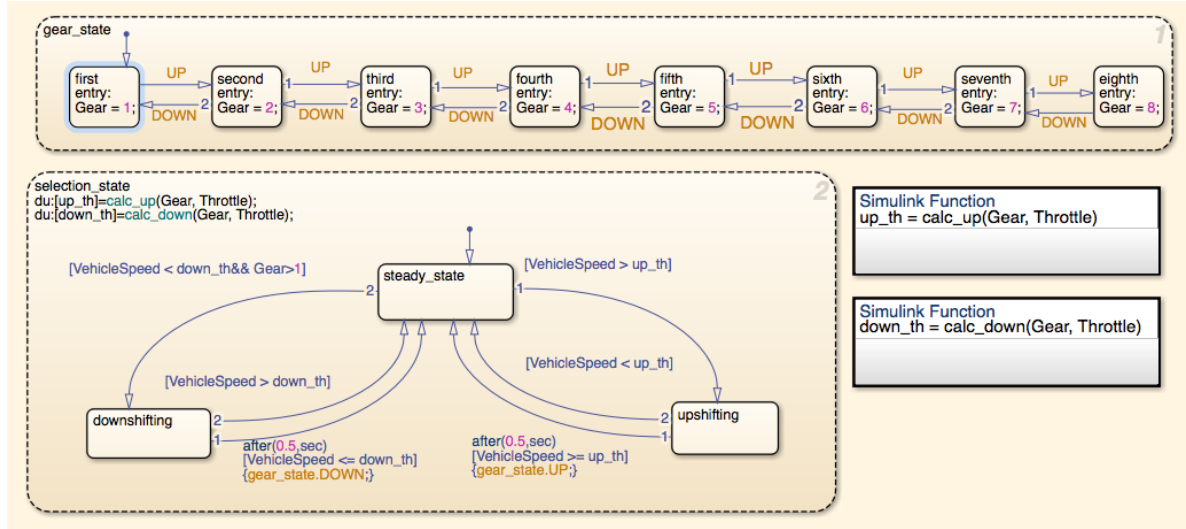 gear_state
1
first
entry:
Gear = 1;
UP
DOWN
second
entry:
Gear = 2;
1
2
UP
DOWN
third
entry:
Gear = 3;
1
2
UP
DOWN
fourth
entry:
Gear = 4;
1
2
UP
DOWN
fifth
entry:
Gear = 5;
1
2
UP
DOWN
sixth
entry:
Gear = 6;
1
2
UP
DOWN
seventh
entry:
Gear = 7;
1
2
UP
DOWN
eighth
entry:
Gear = 8;
selection_state
du:[up_th]=calc_up(Gear, Throttle);
du:[down_th]=calc_down(Gear, Throttle);
2
[VehicleSpeed < down_th&& Gear>1]
steady_state
2
1
[VehicleSpeed > up_th]
[VehicleSpeed > down_th]
[VehicleSpeed < up_th]
downshifting
2
1
after(0.5,sec)
[VehicleSpeed <= down_th]
{gear_state.DOWN;}
upshifting
2
1
after(0.5,sec)
[VehicleSpeed >= up_th]
{gear_state.UP;}
Simulink Function
up_th = calc_up(Gear, Throttle)
Simulink Function
down_th = calc_down(Gear, Throttle)